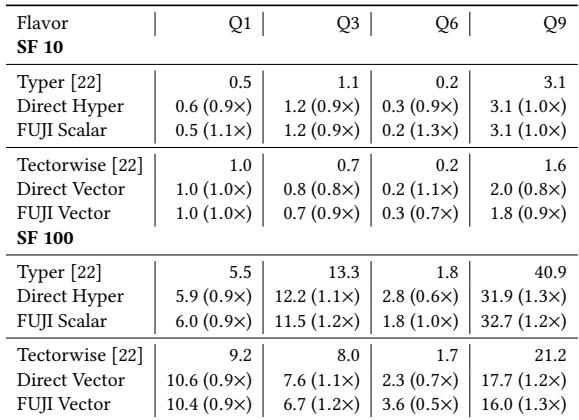 Flavor Q1 Q3 Q6 Q9
SF 10
Typer [22] 0.5 1.1 0.2 3.1
Direct Hyper 0.6 (0.9×) 1.2 (0.9×) 0.3 (0.9×) 3.1 (1.0×)
FUJI Scalar 0.5 (1.1×) 1.2 (0.9×) 0.2 (1.3×) 3.1 (1.0×)
Tectorwise [22] 1.0 0.7 0.2 1.6
Direct Vector 1.0 (1.0×) 0.8 (0.8×) 0.2 (1.1×) 2.0 (0.8×)
FUJI Vector 1.0 (1.0×) 0.7 (0.9×) 0.3 (0.7×) 1.8 (0.9×)
SF 100
Typer [22] 5.5 13.3 1.8 40.9
Direct Hyper 5.9 (0.9×) 12.2 (1.1×) 2.8 (0.6×) 31.9 (1.3×)
FUJI Scalar 6.0 (0.9×) 11.5 (1.2×) 1.8 (1.0×) 32.7 (1.2×)
Tectorwise [22] 9.2 8.0 1.7 21.2
Direct Vector 10.6 (0.9×) 7.6 (1.1×) 2.3 (0.7×) 17.7 (1.2×)
FUJI Vector 10.4 (0.9×) 6.7 (1.2×) 3.6 (0.5×) 16.0 (1.3×)